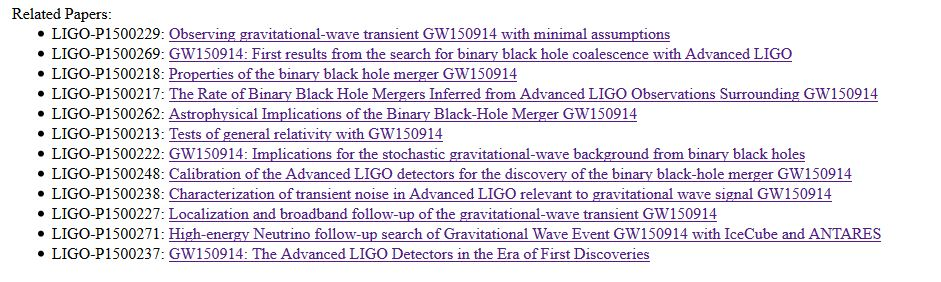 Related Papers:
• LIGO-P1500229: Observing gravitational-wave transient GW150914 with minimal assumptions
• LIGO-P1500269: GW150914: First results from the search for binary black hole coalescence with Advanced LIGO
• LIGO-P1500218: Properties of the binary black hole merger GW150914
• LIGO-P1500217: The Rate of Binary Black Hole Mergers Inferred from Advanced LIGO Observations Surrounding GW150914
• LIGO-P1500262: Astrophysical Implications of the Binary Black-Hole Merger GW150914
• LIGO-P1500213: Tests of general relativity with GW150914
• LIGO-P1500222: GW150914: Implications for the stochastic gravitational-wave background from binary black holes
• LIGO-P1500248: Calibration of the Advanced LIGO detectors for the discovery of the binary black-hole merger GW150914
• LIGO-P1500238: Characterization of transient noise in Advanced LIGO relevant to gravitational wave signal GW150914
• LIGO-P1500227: Localization and broadband follow-up of the gravitational-wave transient GW150914
• LIGO-P1500271: High-energy Neutrino follow-up search of Gravitational Wave Event GW150914 with IceCube and ANTARES
• LIGO-P1500237: GW150914: The Advanced LIGO Detectors in the Era of First Discoveries